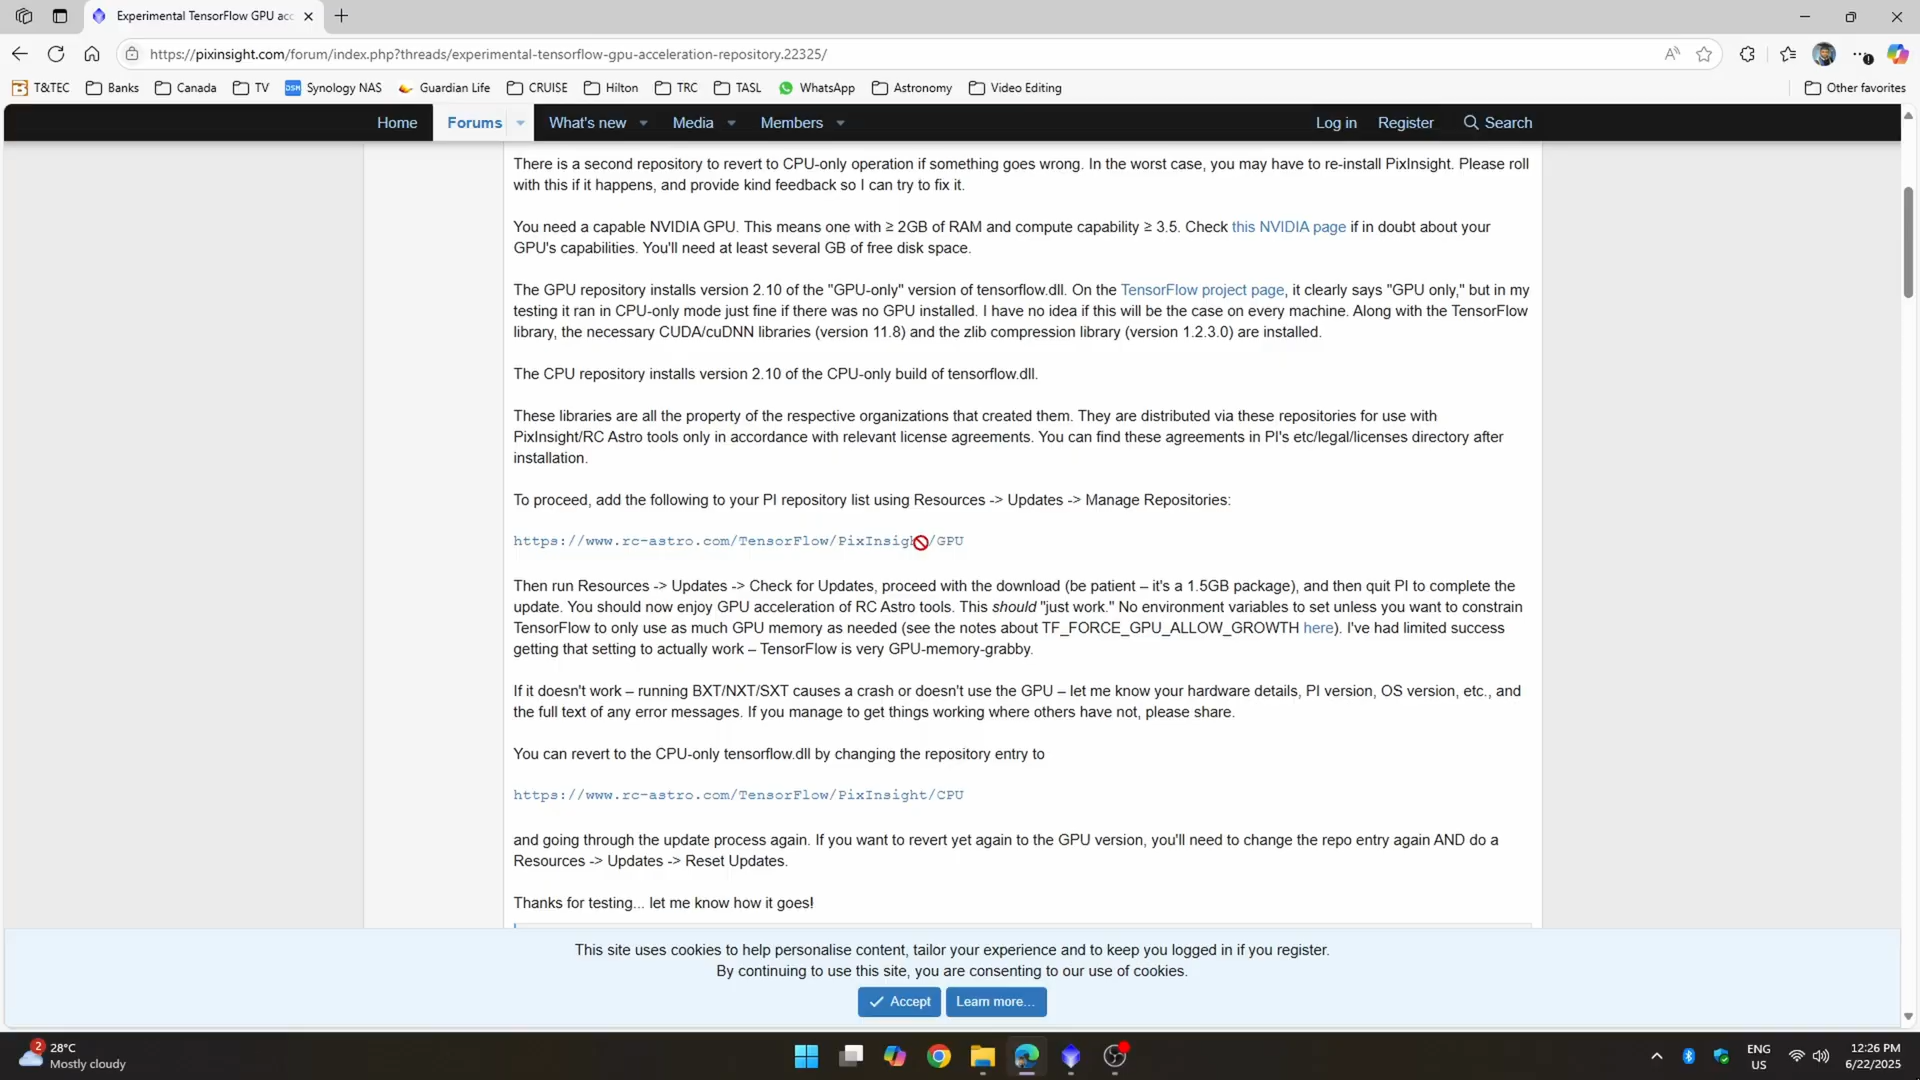 Experimental TensorFlow GPU acc
https://pixinsight.com/forum/index.php?threads/experimental-tensorflow-gpu-acceleration-repository.22325/
T&TEC Banks Canada TV Synology NAS Guardian Life CRUISE Hilton TRC TASL WhatsApp Astronomy Video Editing Other favorites
Home Forums What's new Media Members Log in Register Search
There is a second repository to revert to CPU-only operation if something goes wrong. In the worst case, you may have to re-install PixInsight. Please roll
with this if it happens, and provide kind feedback so I can try to fix it.
You need a capable NVIDIA GPU. This means one with ≥ 2GB of RAM and compute capability ≥ 3.5. Check this NVIDIA page if in doubt about your
GPU's capabilities. You'll need at least several GB of free disk space.
The GPU repository installs version 2.10 of the "GPU-only" version of tensorflow.dll. On the TensorFlow project page, it clearly says "GPU only," but in my
testing it ran in CPU-only mode just fine if there was no GPU installed. I have no idea if this will be the case on every machine. Along with the TensorFlow
library, the necessary CUDA/cuDNN libraries (version 11.8) and the zlib compression library (version 1.2.3.0) are installed.
The CPU repository installs version 2.10 of the CPU-only build of tensorflow.dll.
These libraries are all the property of the respective organizations that created them. They are distributed via these repositories for use with
PixInsight/RC Astro tools only in accordance with relevant license agreements. You can find these agreements in PI's etc/legal/licenses directory after
installation.
To proceed, add the following to your PI repository list using Resources -> Updates -> Manage Repositories:
https://www.rc-astro.com/TensorFlow/PixInsight/GPU
Then run Resources -> Updates -> Check for Updates, proceed with the download (be patient – it's a 1.5GB package), and then quit PI to complete the
update. You should now enjoy GPU acceleration of RC Astro tools. This should "just work." No environment variables to set unless you want to constrain
TensorFlow to only use as much GPU memory as needed (see the notes about TF_FORCE_GPU_ALLOW_GROWTH here). I've had limited success
getting that setting to actually work – TensorFlow is very GPU-memory-grabby.
If it doesn't work – running BXT/NXT/SXT causes a crash or doesn't use the GPU – let me know your hardware details, PI version, OS version, etc., and
the full text of any error messages. If you manage to get things working where others have not, please share.
You can revert to the CPU-only tensorflow.dll by changing the repository entry to
https://www.rc-astro.com/TensorFlow/PixInsight/CPU
and going through the update process again. If you want to revert yet again to the GPU version, you'll need to change the repo entry again AND do a
Resources -> Updates -> Reset Updates.
Thanks for testing... let me know how it goes!
This site uses cookies to help personalise content, tailor your experience and to keep you logged in if you register.
By continuing to use this site, you are consenting to our use of cookies.
Accept Learn more...
2 28°C
Mostly cloudy
ENG
US
12:26 PM
6/22/2025